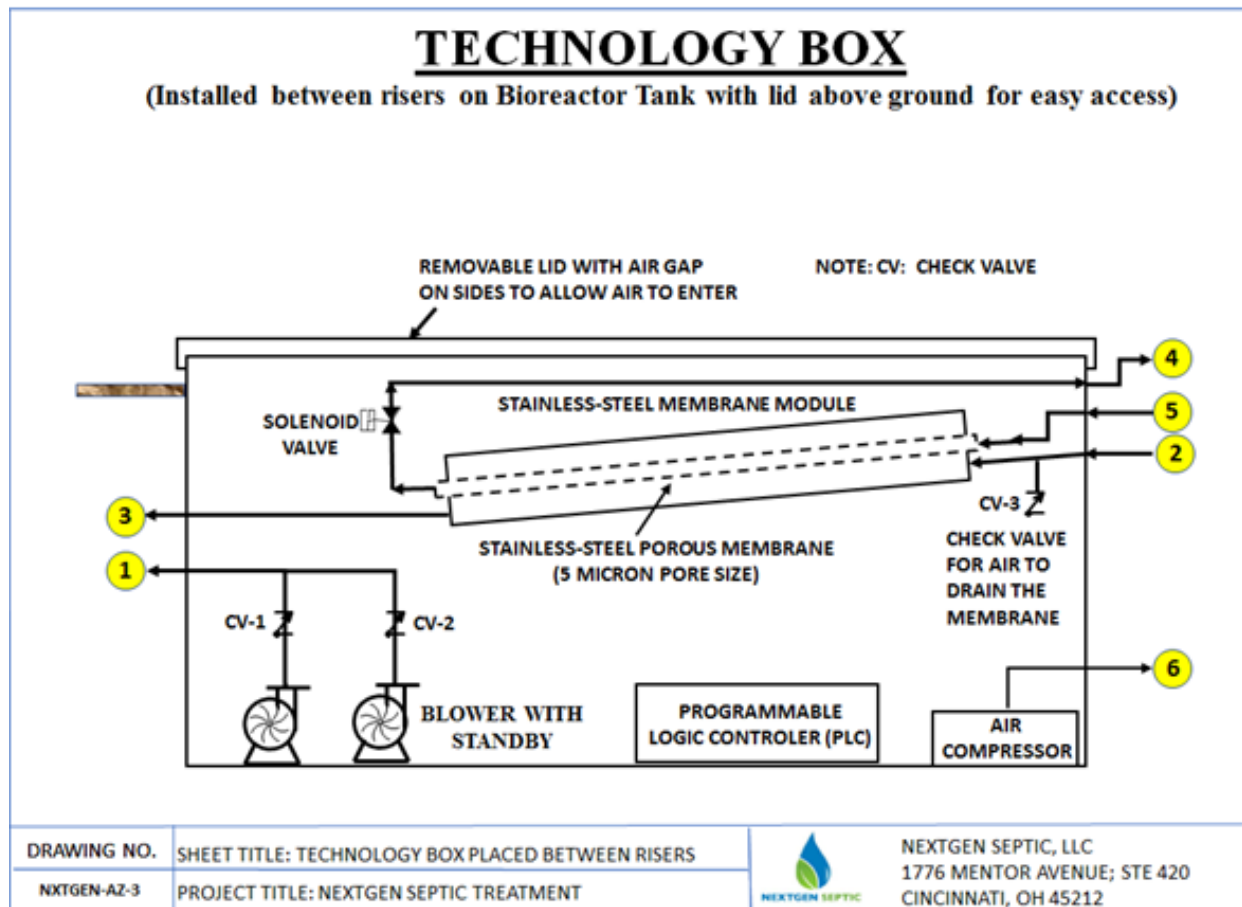 TECHNOLOGY BOX
(Installed between risers on Bioreactor Tank with lid above ground for easy access)
REMOVABLE LID WITH AIR GAP
ON SIDES TO ALLOW AIR TO ENTER
NOTE: CV: CHECK VALVE
4
STAINLESS-STEEL MEMBRANE MODULE
5
SOLENOID
VALVE
2
CV-3
3
STAINLESS-STEEL POROUS MEMBRANE
(5 MICRON PORE SIZE)
CHECK VALVE
FOR AIR TO
DRAIN THE
MEMBRANE
1
CV-1
CV-2
6
BLOWER WITH
STANDBY
PROGRAMMABLE
LOGIC CONTROLER (PLC)
AIR
COMPRESSOR
DRAWING NO.
NXTGEN-AZ-3
SHEET TITLE: TECHNOLOGY BOX PLACED BETWEEN RISERS
PROJECT TITLE: NEXTGEN SEPTIC TREATMENT
NEXTGEN SEPTIC
NEXTGEN SEPTIC, LLC
1776 MENTOR AVENUE; STE 420
CINCINNATI, OH 45212